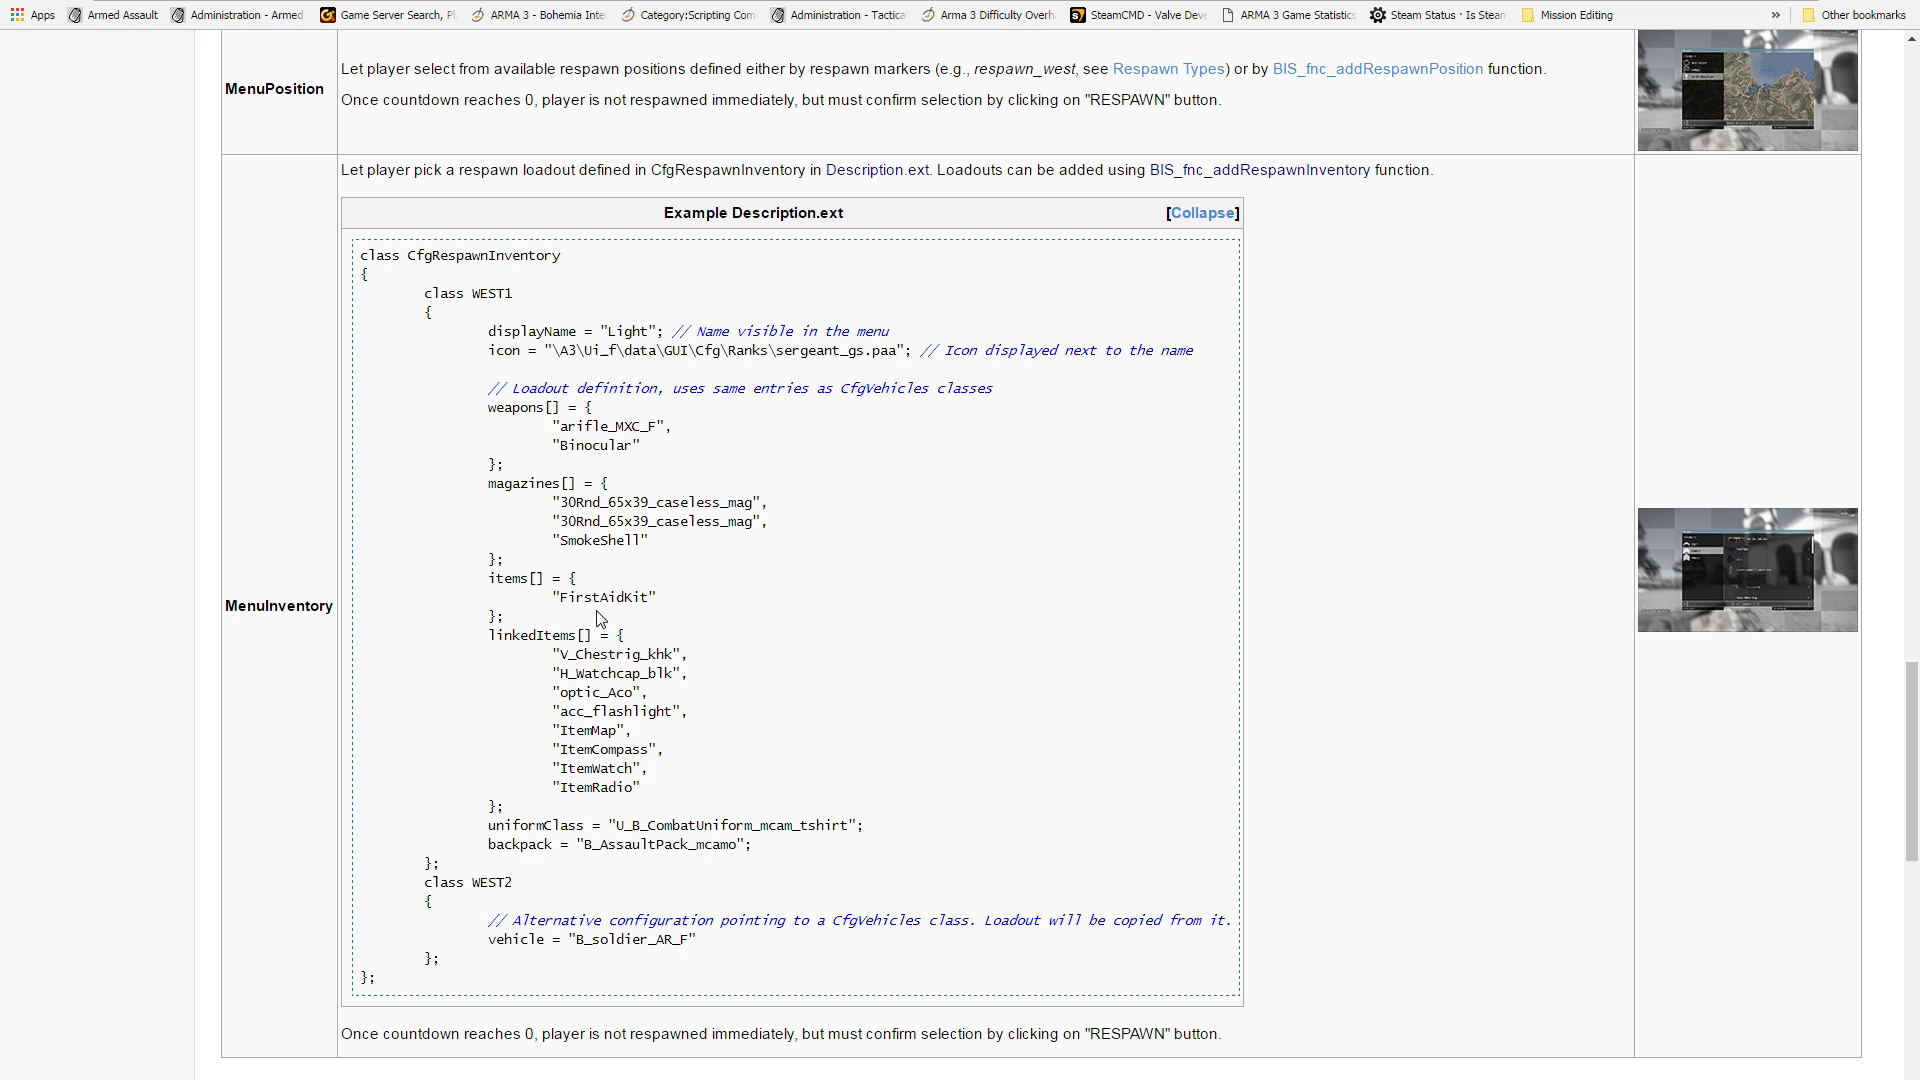 Apps Armed Assault Administration - Armed Game Server Search, Pl ARMA 3 - Bohemia Inte Category:Scripting Com Administration - Tactica Arma 3 Difficulty Overh SteamCMD - Valve Deve ARMA 3 Game Statistics Steam Status · Is Steam Mission Editing » Other bookmarks
MenuPosition
Let player select from available respawn positions defined either by respawn markers (e.g., respawn_west, see Respawn Types) or by BIS_fnc_addRespawnPosition function.
Once countdown reaches 0, player is not respawned immediately, but must confirm selection by clicking on "RESPAWN" button.
MenuInventory
Let player pick a respawn loadout defined in CfgRespawnInventory in Description.ext. Loadouts can be added using BIS_fnc_addRespawnInventory function.
Example Description.ext [Collapse]
class CfgRespawnInventory
{
class WEST1
{
displayName = "Light"; // Name visible in the menu
icon = "\A3\Ui_f\data\GUI\Cfg\Ranks\sergeant_gs.paa"; // Icon displayed next to the name
// Loadout definition, uses same entries as CfgVehicles classes
weapons[] = {
"arifle_MXC_F",
"Binocular"
};
magazines[] = {
"30Rnd_65x39_caseless_mag",
"30Rnd_65x39_caseless_mag",
"SmokeShell"
};
items[] = {
"FirstAidKit"
};
linkedItems[] = {
"V_Chestrig_khk",
"H_Watchcap_blk",
"optic_Aco",
"acc_flashlight",
"ItemMap",
"ItemCompass",
"ItemWatch",
"ItemRadio"
};
uniformClass = "U_B_CombatUniform_mcam_tshirt";
backpack = "B_AssaultPack_mcamo";
};
class WEST2
{
// Alternative configuration pointing to a CfgVehicles class. Loadout will be copied from it.
vehicle = "B_soldier_AR_F"
};
};
Once countdown reaches 0, player is not respawned immediately, but must confirm selection by clicking on "RESPAWN" button.